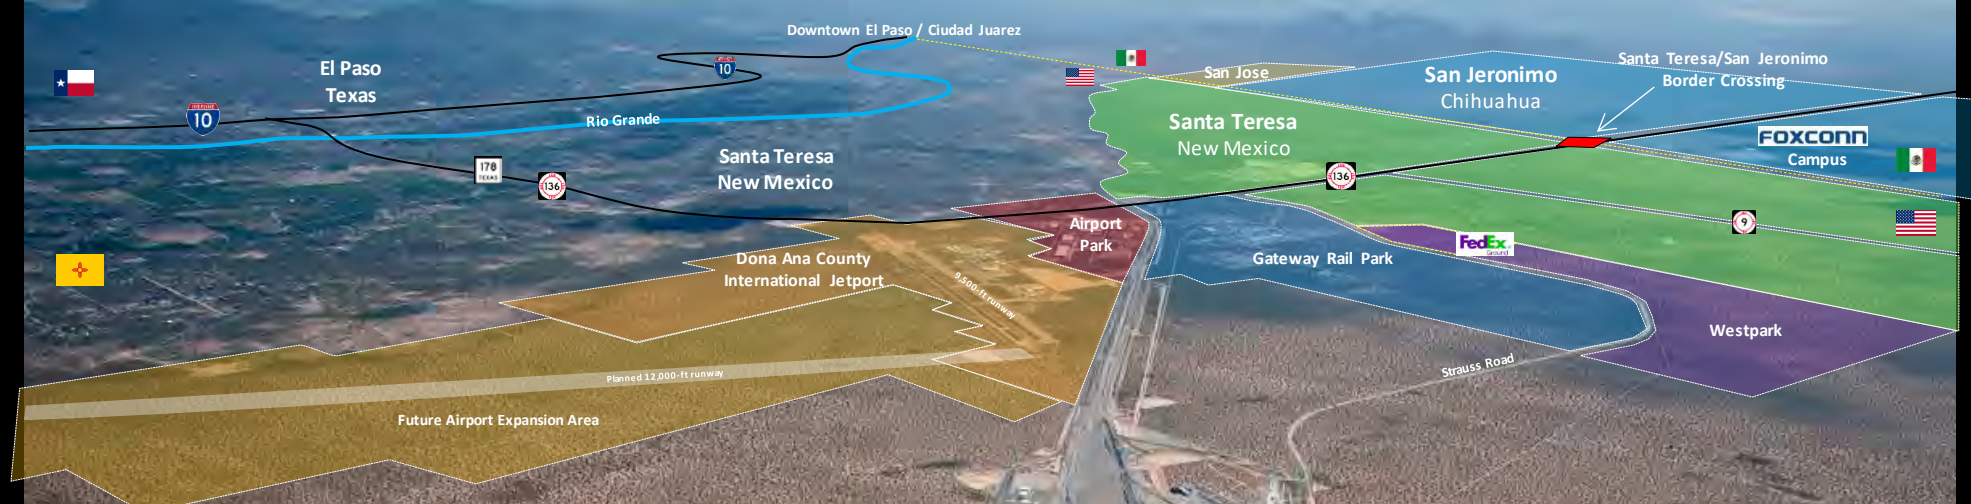 Downtown El Paso / Ciudad Juarez
El Paso
Texas
INTERSTATE
10
10
Rio Grande
178
TEXAS
136
Santa Teresa
New Mexico
San Jose
San Jeronimo
Chihuahua
Santa Teresa/San Jeronimo
Border Crossing
Santa Teresa
New Mexico
136
FOXCONN
Campus
9
Airport
Park
Dona Ana County
International Jetport
9,500-ft runway
Gateway Rail Park
FedEx
Ground
Westpark
Strauss Road
Planned 12,000-ft runway
Future Airport Expansion Area